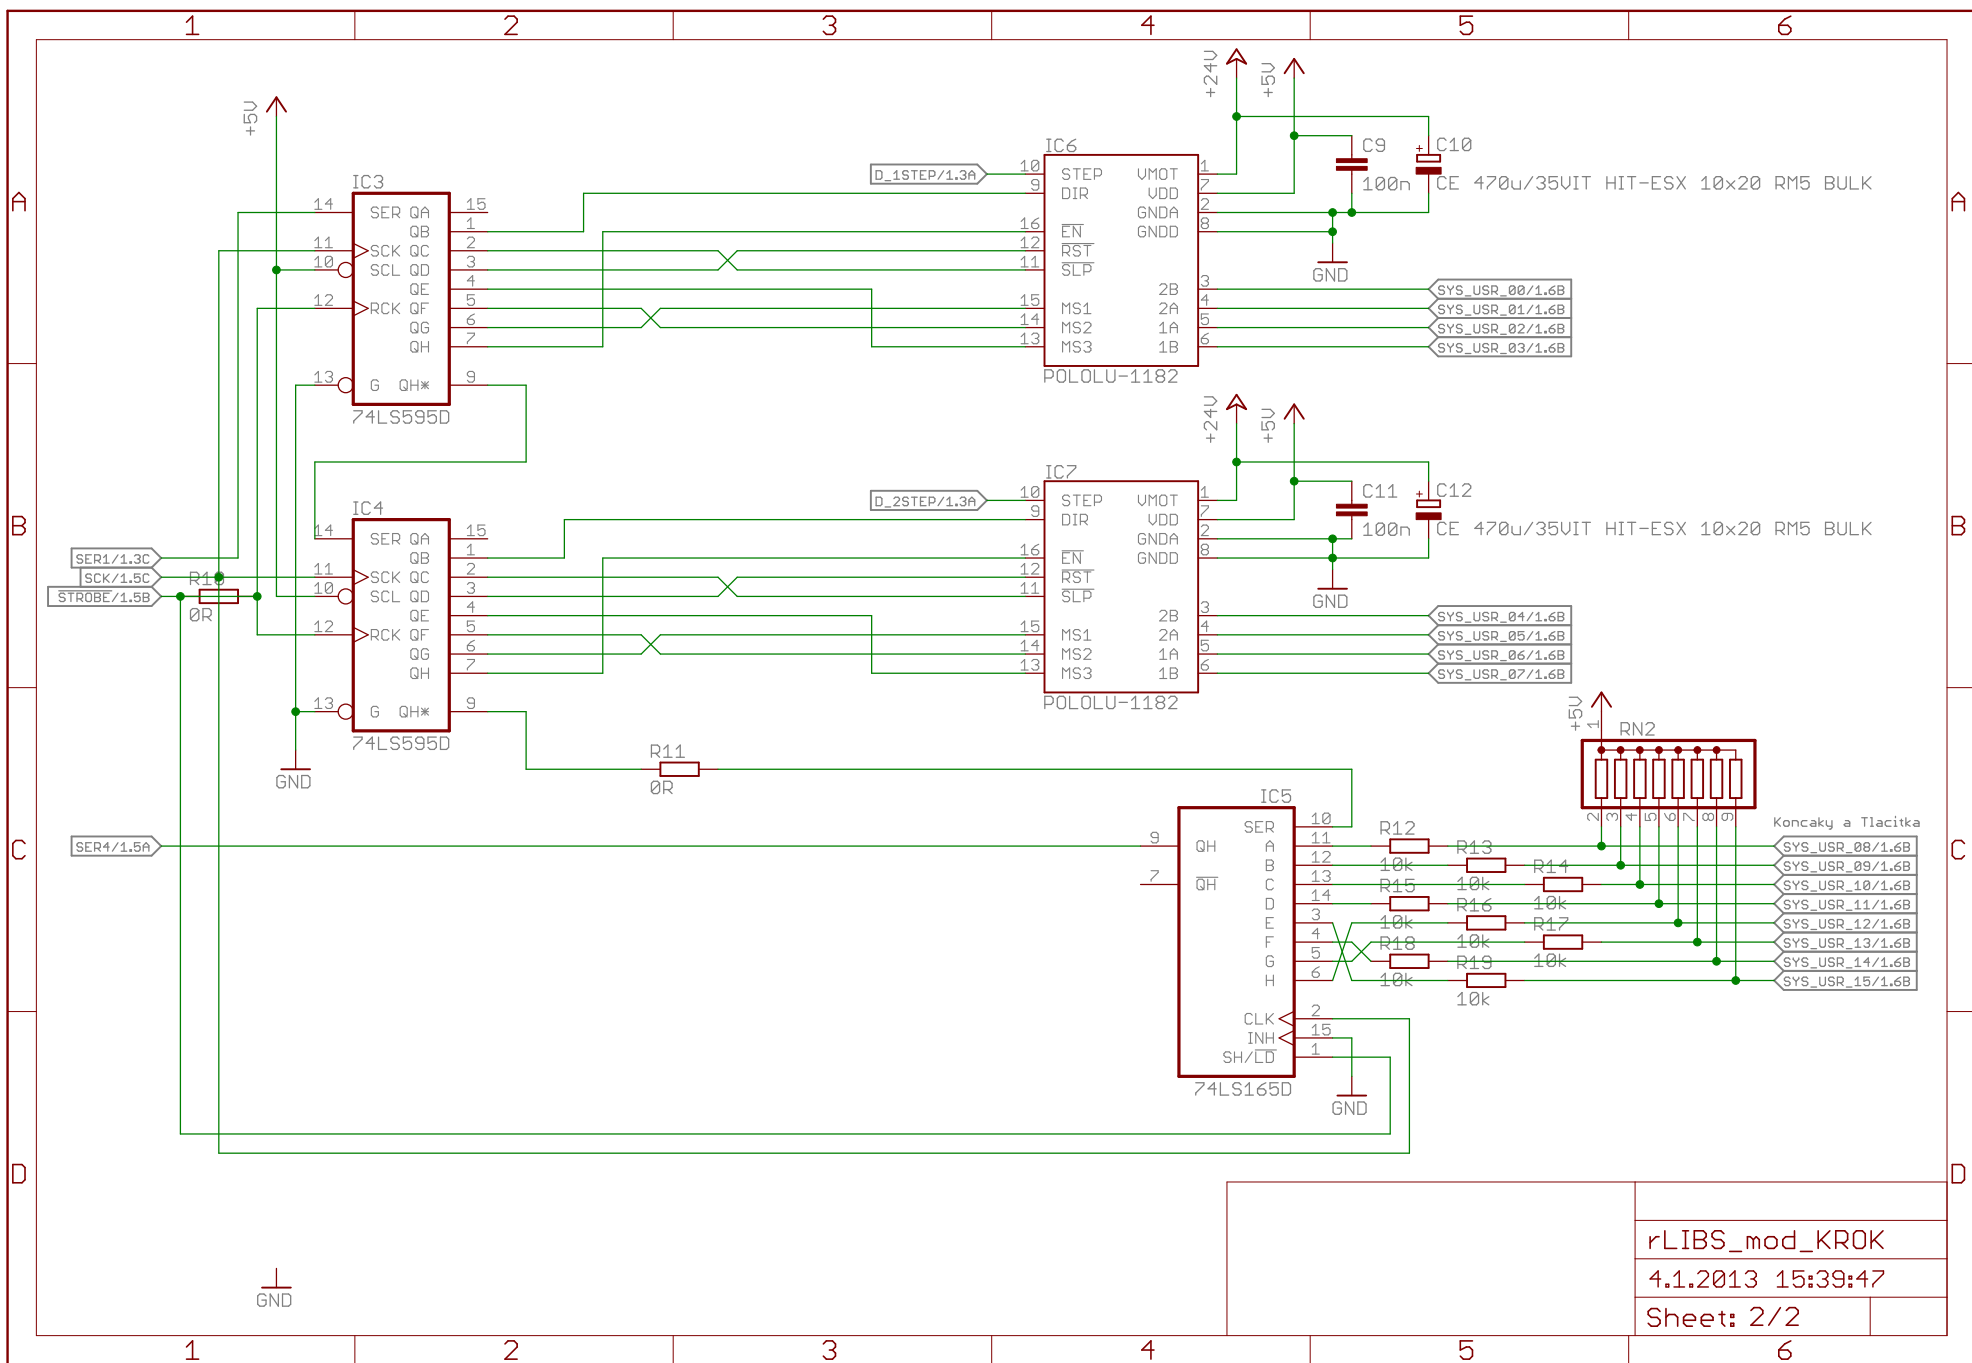 1 2 3 4 5 6
A A
B B
C C
D D
+5V
IC3
14 SER QA 15
QB 1
11 SCK QC 2
10 SCL QD 3
QE 4
12 RCK QF 5
QG 6
QH 7
13 G QH* 9
74LS595D
D_1STEP/1.3A
IC6
10 STEP VMOT 1
9 DIR VDD 7
GNDA 2
16 EN GNDD 8
12 RST
11 SLP
2B 3
15 MS1 2A 4
14 MS2 1A 5
13 MS3 1B 6
POLOLU-1182
+24V
+5V
C9
100n
+ C10
CE 470u/35VIT HIT-ESX 10x20 RM5 BULK
GND
SYS_USR_00/1.6B
SYS_USR_01/1.6B
SYS_USR_02/1.6B
SYS_USR_03/1.6B
IC4
14 SER QA 15
QB 1
11 SCK QC 2
10 SCL QD 3
QE 4
12 RCK QF 5
QG 6
QH 7
13 G QH* 9
74LS595D
GND
SER1/1.3C
SCK/1.5C
STROBE/1.5B
0R
D_2STEP/1.3A
IC7
10 STEP VMOT 1
9 DIR VDD 7
GNDA 2
16 EN GNDD 8
12 RST
11 SLP
2B 3
15 MS1 2A 4
14 MS2 1A 5
13 MS3 1B 6
POLOLU-1182
+24V
+5V
C11
100n
+ C12
CE 470u/35VIT HIT-ESX 10x20 RM5 BULK
GND
SYS_USR_04/1.6B
SYS_USR_05/1.6B
SYS_USR_06/1.6B
SYS_USR_07/1.6B
R11
0R
SER4/1.5A
IC5
SER 10
9 QH A 11
B 12
7 QH C 13
D 14
E 3
F 4
G 5
H 6
CLK 2
INH 15
SH/LD 1
74LS165D
GND
R12
10k
R13
10k
R14
10k
R15
10k
R16
10k
R17
10k
R18
10k
R19
10k
+5V
1
RN2
2 3 4 5 6 7 8 9
Koncaky a Tlacitka
SYS_USR_08/1.6B
SYS_USR_09/1.6B
SYS_USR_10/1.6B
SYS_USR_11/1.6B
SYS_USR_12/1.6B
SYS_USR_13/1.6B
SYS_USR_14/1.6B
SYS_USR_15/1.6B
GND
rLIBS_mod_KROK
4.1.2013 15:39:47
Sheet: 2/2
1 2 3 4 5 6